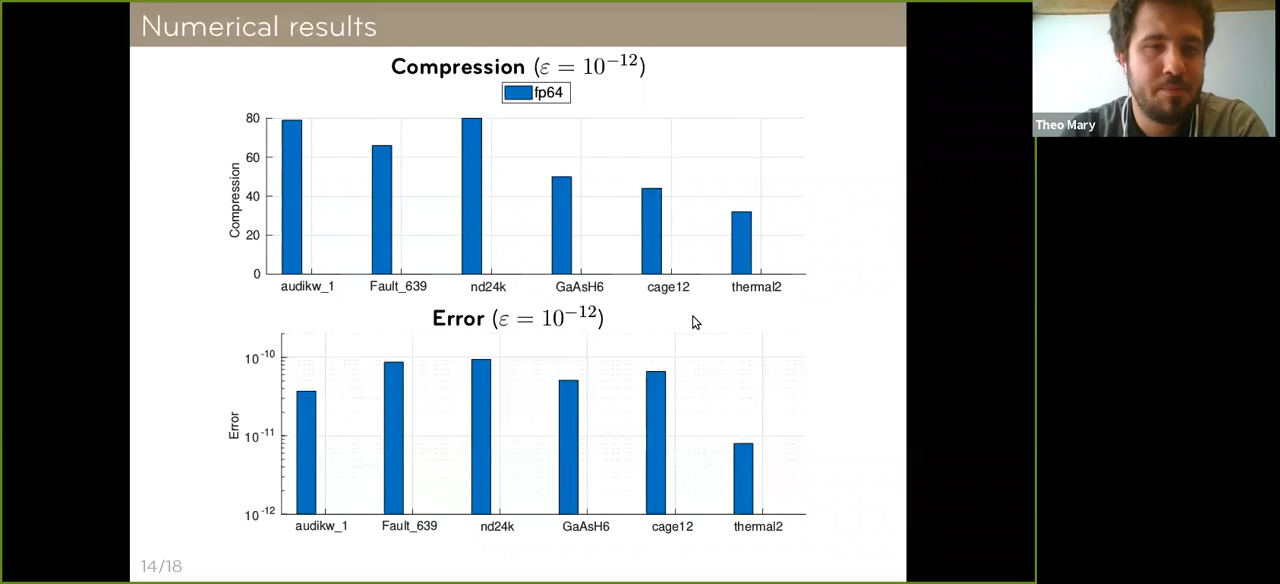 Numerical results
Compression (ε = 10⁻¹²)
fp64
80
60
40
20
0
Compression
audikw_1 Fault_639 nd24k GaAsH6 cage12 thermal2
Error (ε = 10⁻¹²)
10⁻¹⁰
10⁻¹¹
10⁻¹²
Error
audikw_1 Fault_639 nd24k GaAsH6 cage12 thermal2
14/18
Theo Mary